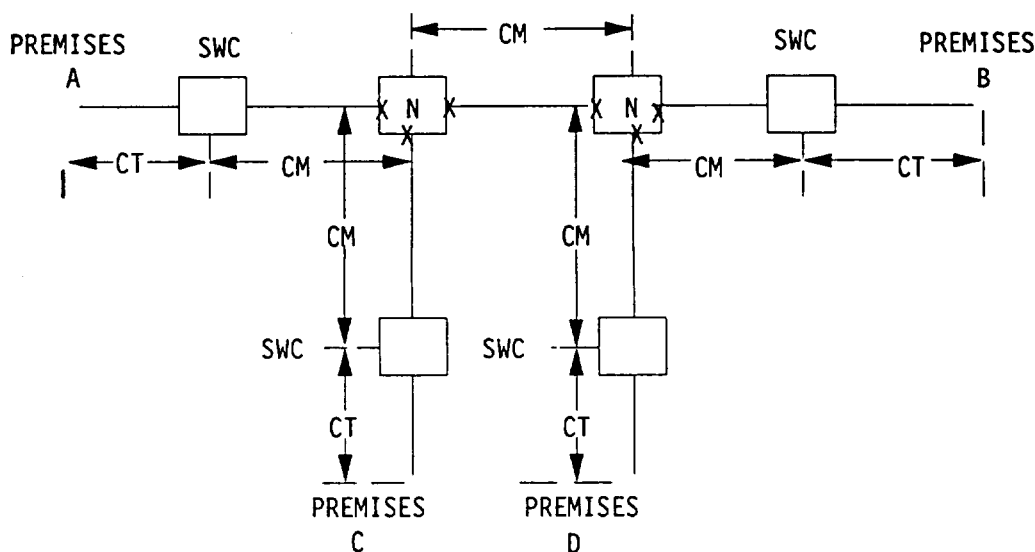 CM
PREMISES
A
SWC
SWC
PREMISES
B
X N X
X
X N X
X
CT
CM
CM
CT
CM
CM
SWC
SWC
CT
CT
PREMISES
C
PREMISES
D